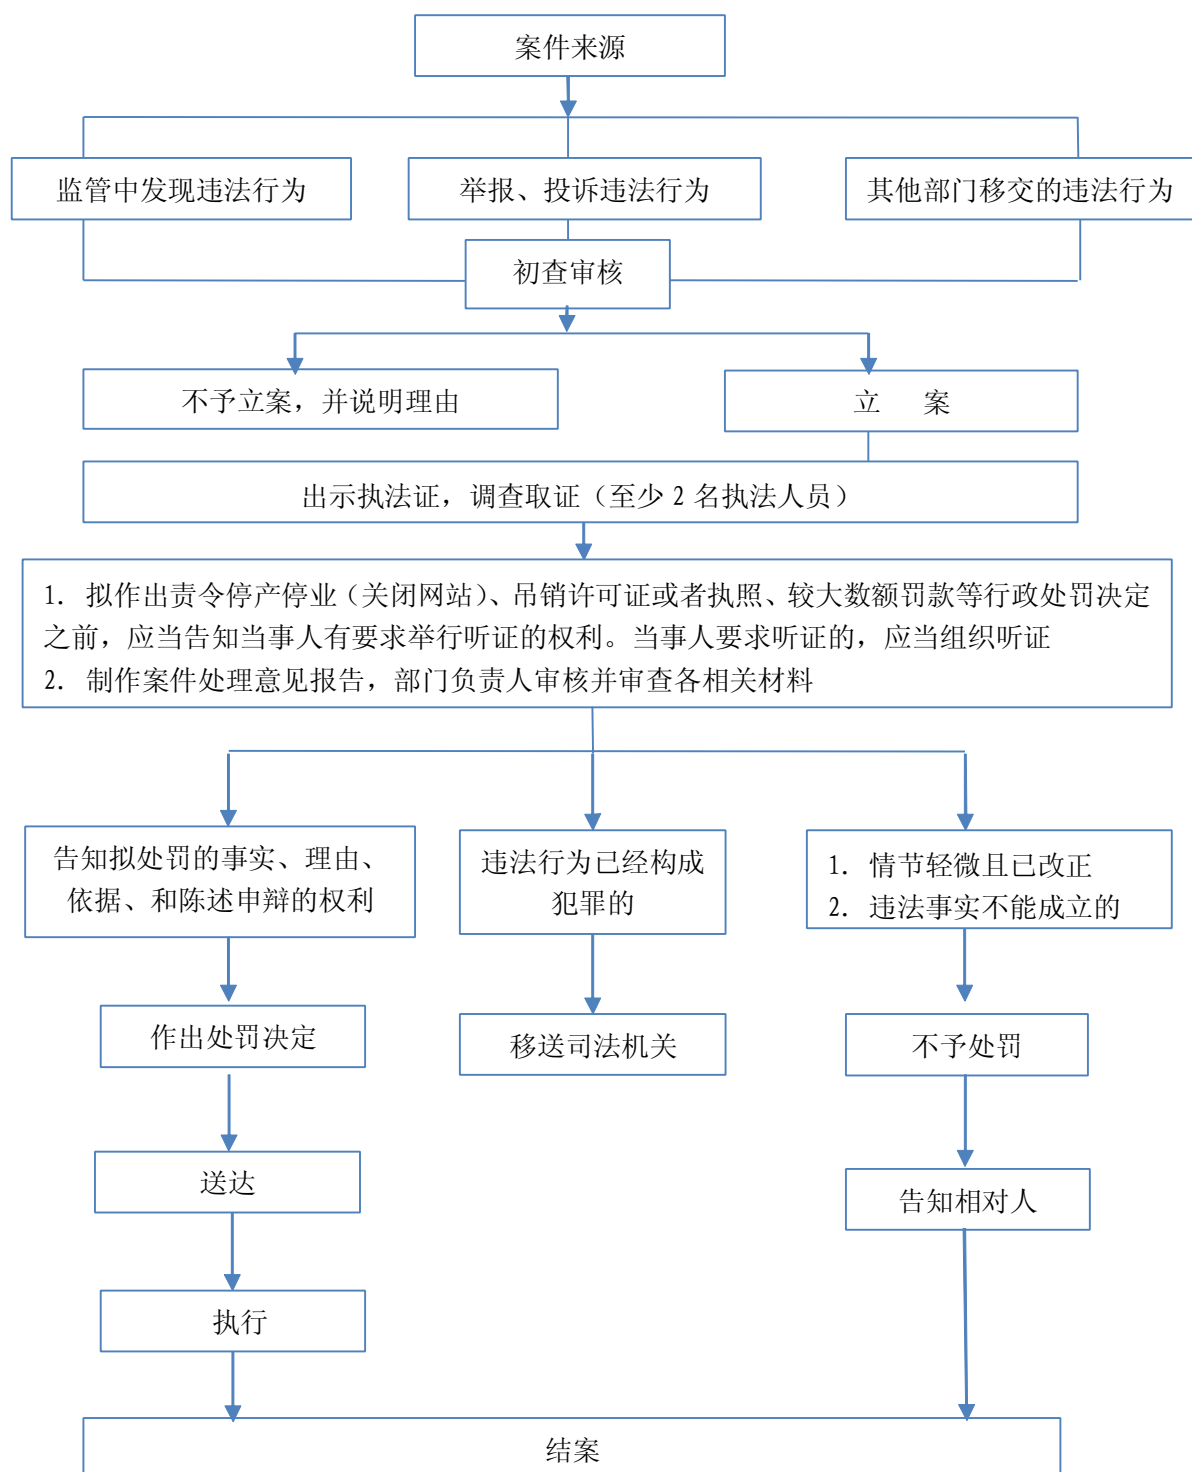 案件来源
监管中发现违法行为
举报、投诉违法行为
其他部门移交的违法行为
初查审核
不予立案，并说明理由
立 案
出示执法证，调查取证（至少 2 名执法人员）
1. 拟作出责令停产停业（关闭网站）、吊销许可证或者执照、较大数额罚款等行政处罚决定
之前，应当告知当事人有要求举行听证的权利。当事人要求听证的，应当组织听证
2. 制作案件处理意见报告，部门负责人审核并审查各相关材料
告知拟处罚的事实、理由、
依据、和陈述申辩的权利
违法行为已经构成
犯罪的
1. 情节轻微且已改正
2. 违法事实不能成立的
作出处罚决定
移送司法机关
不予处罚
送达
告知相对人
执行
结案